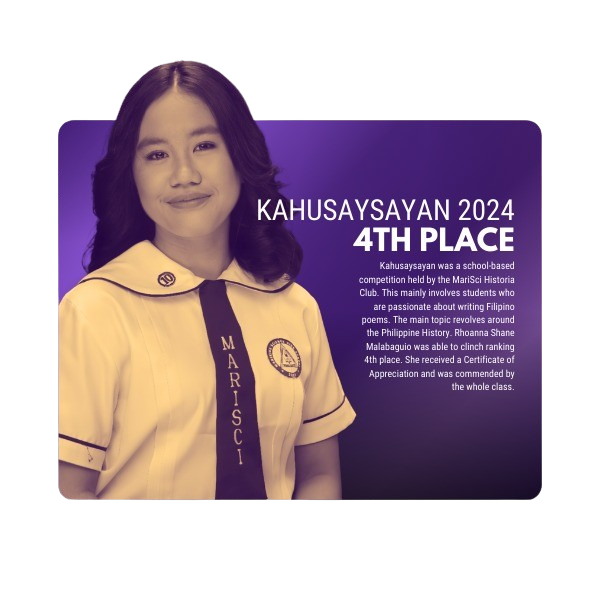 KAHUSAYSAYAN 2024
4TH PLACE
Kahusaysayan was a school-based
competition held by the MariSci Historia
Club. This mainly involves students who
are passionate about writing Filipino
poems. The main topic revolves around
the Philippine History. Rhoanna Shane
Malabaguio was able to clinch ranking
4th place. She received a Certificate of
Appreciation and was commended by
the whole class.
10
MARISCI